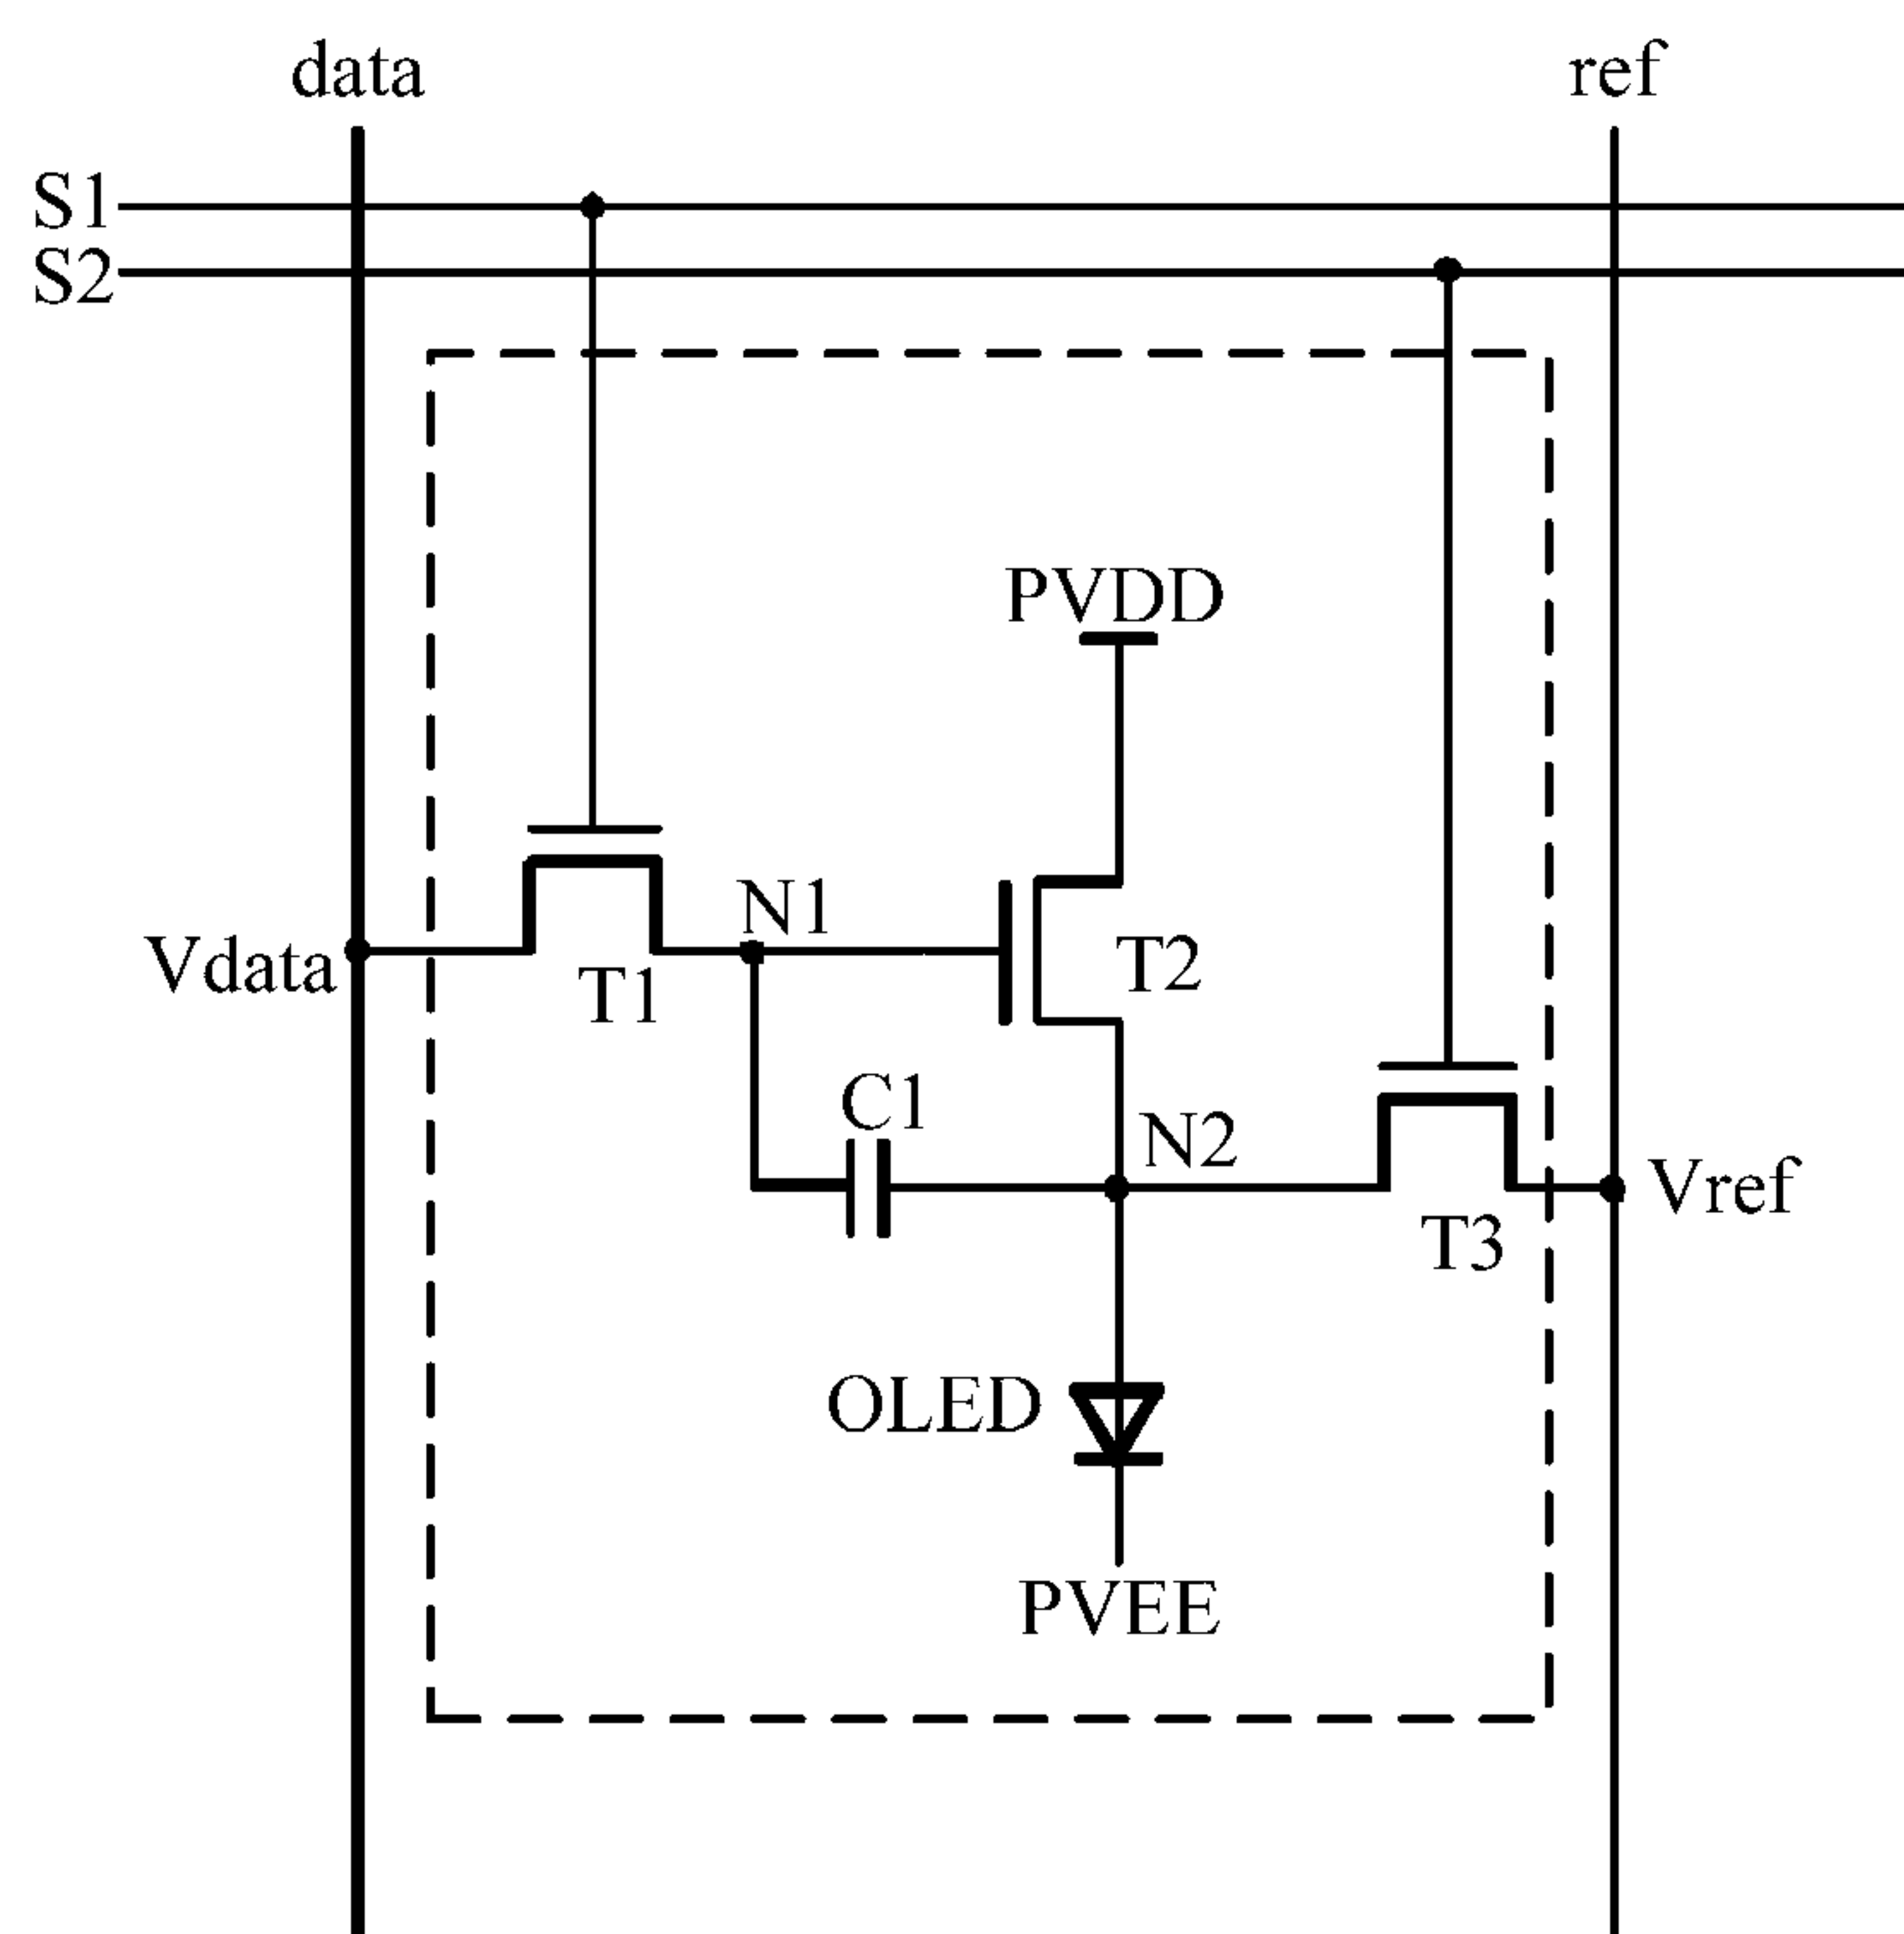 data
ref
S1
S2
PVDD
N1
Vdata
T1
T2
C1
N2
Vref
T3
OLED
PVEE